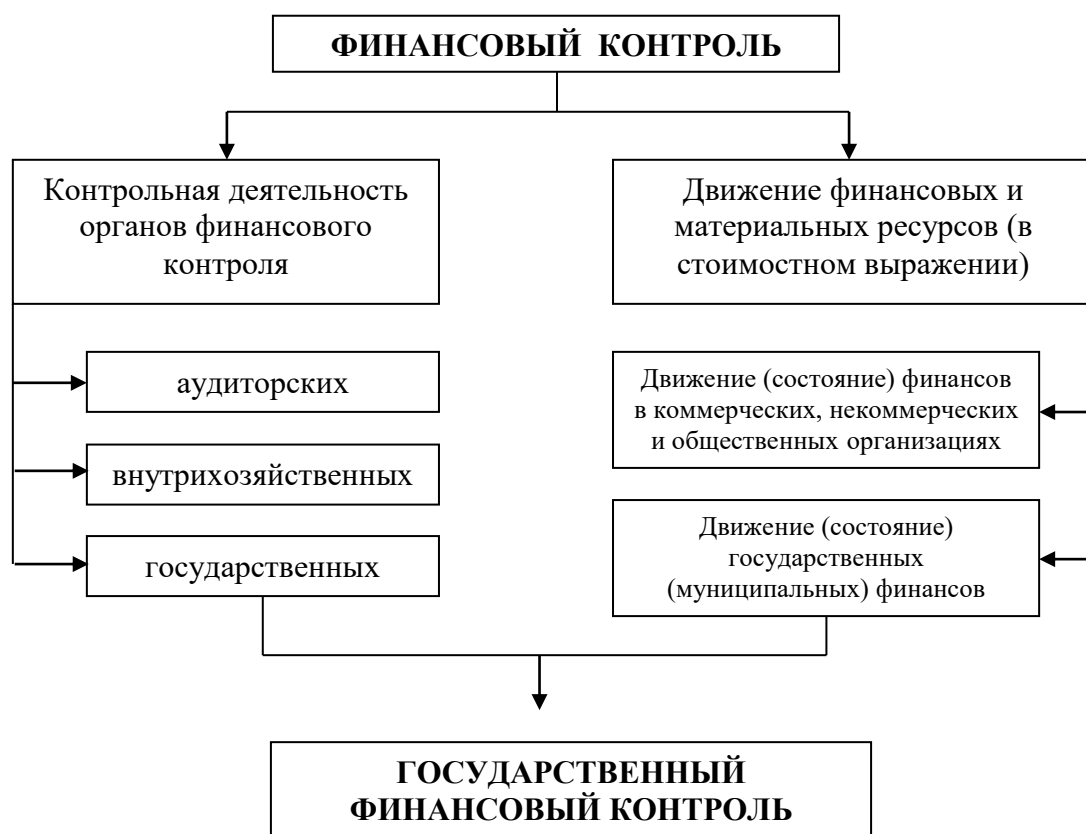 ФИНАНСОВЫЙ КОНТРОЛЬ
Контрольная деятельность
органов финансового
контроля
Движение финансовых и
материальных ресурсов (в
стоимостном выражении)
аудиторских
Движение (состояние) финансов
в коммерческих, некоммерческих
и общественных организациях
внутрихозяйственных
государственных
Движение (состояние)
государственных
(муниципальных) финансов
ГОСУДАРСТВЕННЫЙ
ФИНАНСОВЫЙ КОНТРОЛЬ